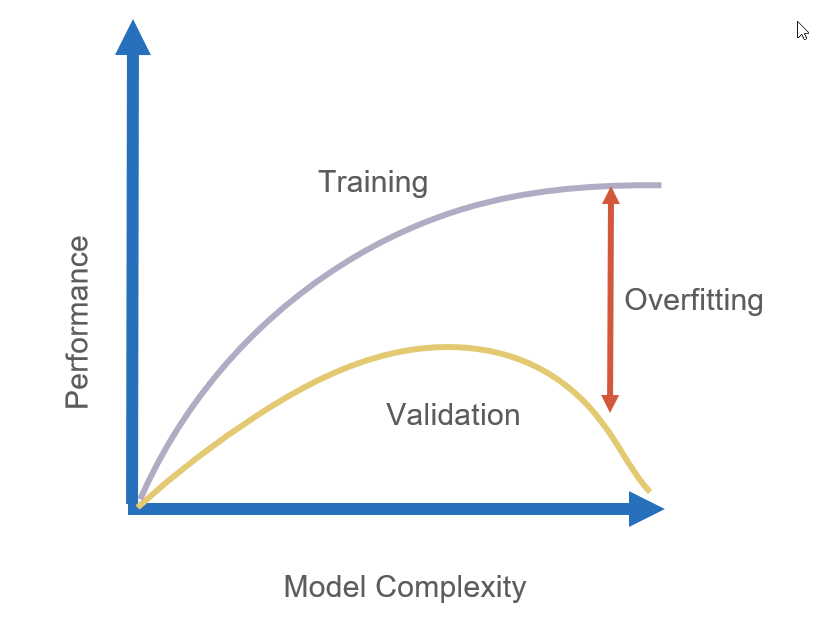 Training
Overfitting
Performance
Validation
Model Complexity